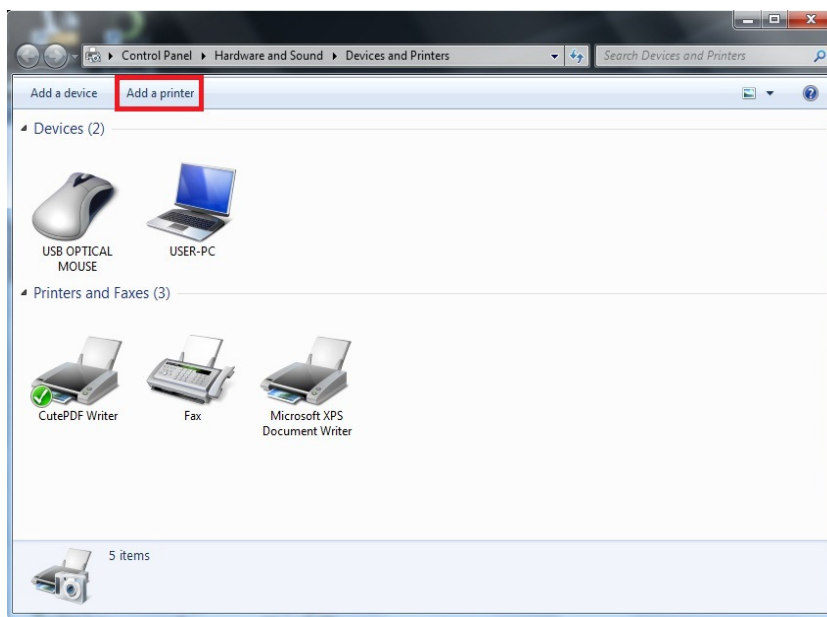 Control Panel ▸ Hardware and Sound ▸ Devices and Printers
Search Devices and Printers
Add a device
Add a printer
Devices (2)
USB OPTICAL
MOUSE
USER-PC
Printers and Faxes (3)
CutePDF Writer
Fax
Microsoft XPS
Document Writer
5 items